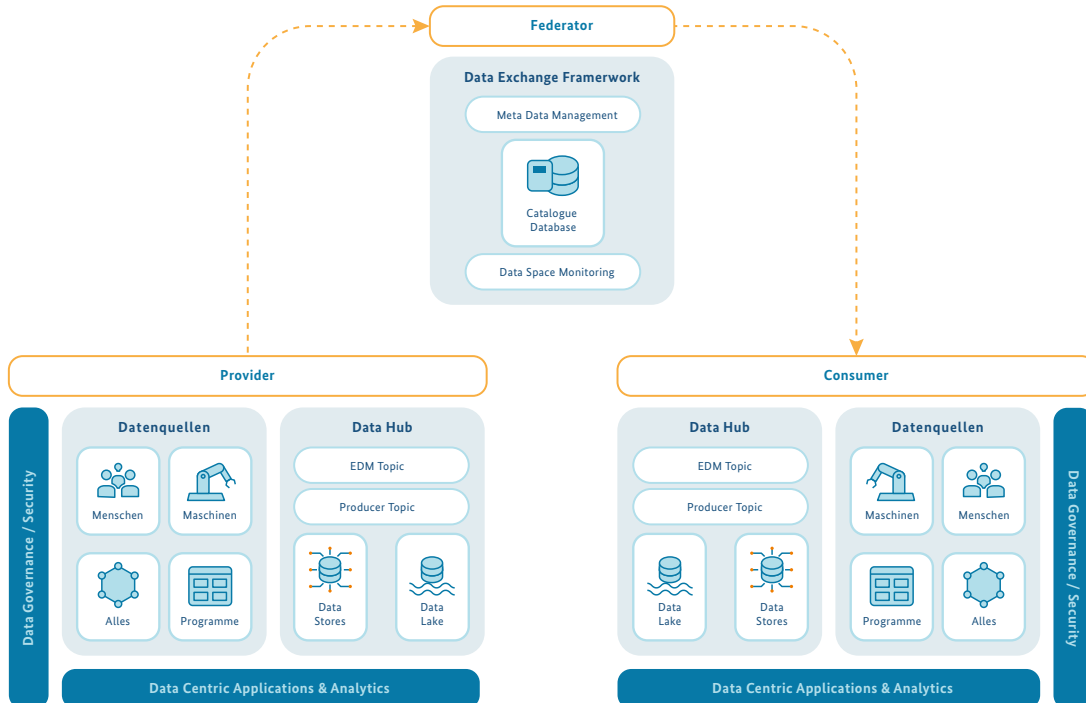 Federator
Data Exchange Framerwork
Meta Data Management
Catalogue
Database
Data Space Monitoring
Provider
Data Governance / Security
Datenquellen
Menschen
Maschinen
Alles
Programme
Data Hub
EDM Topic
Producer Topic
Data
Stores
Data
Lake
Data Centric Applications & Analytics
Consumer
Data Hub
EDM Topic
Producer Topic
Data
Lake
Data
Stores
Datenquellen
Maschinen
Menschen
Programme
Alles
Data Governance / Security
Data Centric Applications & Analytics